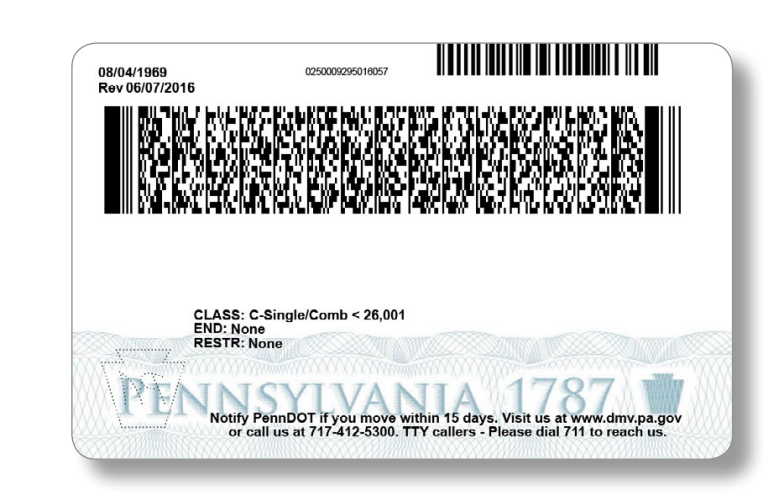 08/04/1969
Rev 06/07/2016
0250009295016057
CLASS: C-Single/Comb < 26,001
END: None
RESTR: None
PENNSYLVANIA 1787
Notify PennDOT if you move within 15 days. Visit us at www.dmv.pa.gov
or call us at 717-412-5300. TTY callers - Please dial 711 to reach us.